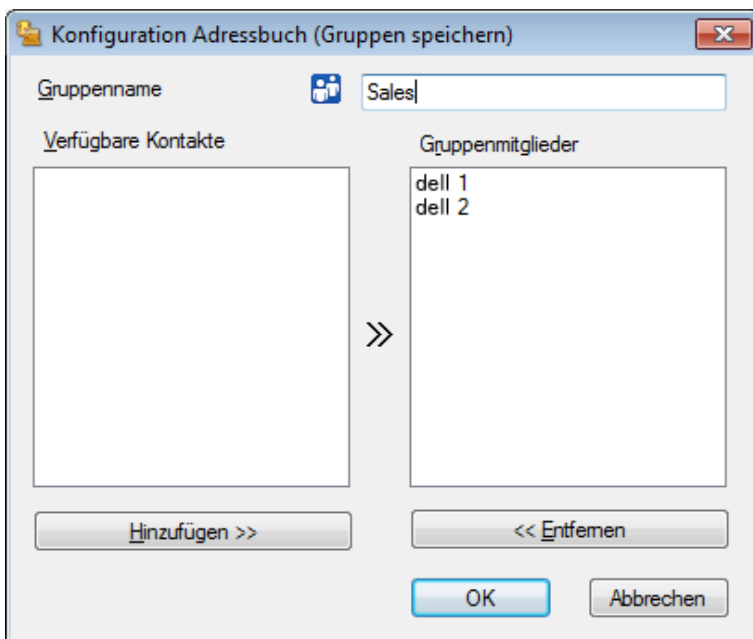 Konfiguration Adressbuch (Gruppen speichern)
Gruppenname
Sales
Verfügbare Kontakte
Gruppenmitglieder
dell 1
dell 2
Hinzufügen >>
<< Entfernen
OK
Abbrechen